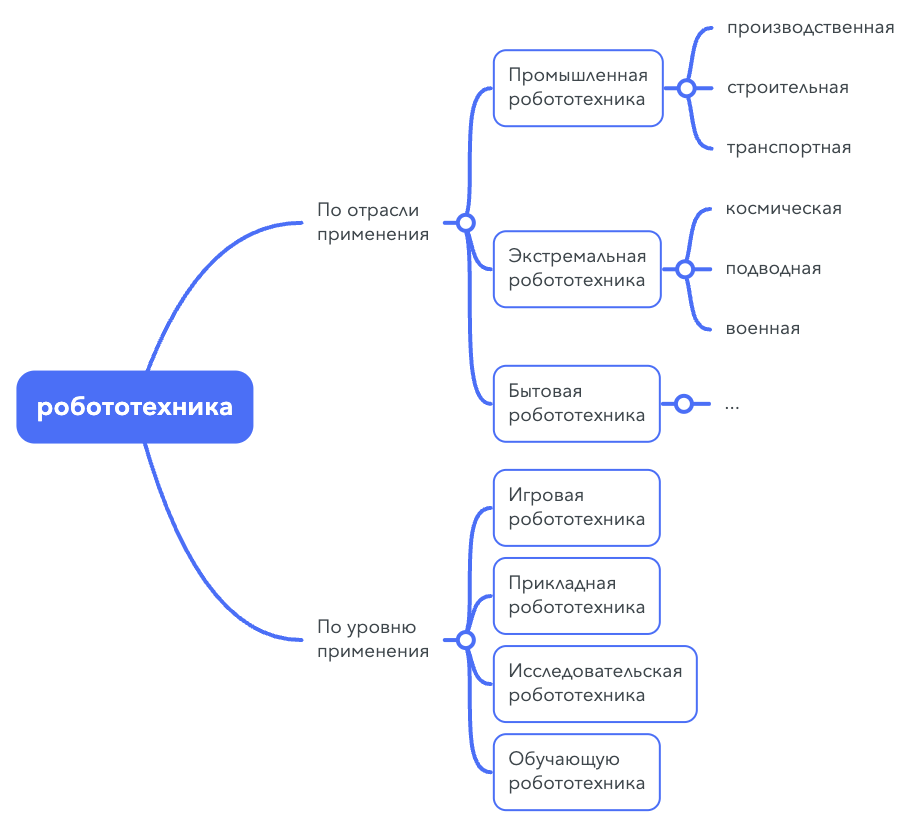 робототехника
По отрасли
применения
Промышленная
робототехника
производственная
строительная
транспортная
Экстремальная
робототехника
космическая
подводная
военная
Бытовая
робототехника
...
По уровню
применения
Игровая
робототехника
Прикладная
робототехника
Исследовательская
робототехника
Обучающую
робототехника